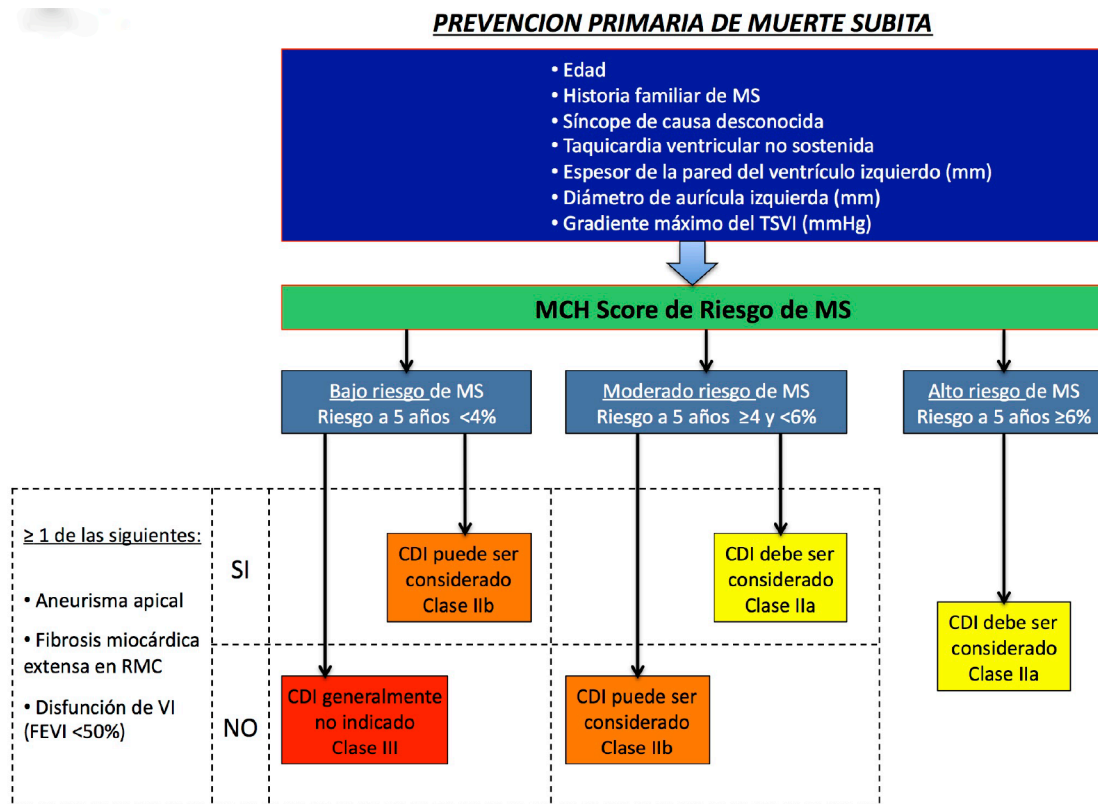 PREVENCION PRIMARIA DE MUERTE SUBITA
• Edad
• Historia familiar de MS
• Síncope de causa desconocida
• Taquicardia ventricular no sostenida
• Espesor de la pared del ventrículo izquierdo (mm)
• Diámetro de aurícula izquierda (mm)
• Gradiente máximo del TSVI (mmHg)
MCH Score de Riesgo de MS
Bajo riesgo de MS
Riesgo a 5 años <4%
Moderado riesgo de MS
Riesgo a 5 años ≥4 y <6%
Alto riesgo de MS
Riesgo a 5 años ≥6%
≥ 1 de las siguientes:
• Aneurisma apical
• Fibrosis miocárdica
extensa en RMC
• Disfunción de VI
(FEVI <50%)
SI
CDI puede ser
considerado
Clase IIb
CDI debe ser
considerado
Clase IIa
CDI debe ser
considerado
Clase IIa
NO
CDI generalmente
no indicado
Clase III
CDI puede ser
considerado
Clase IIb